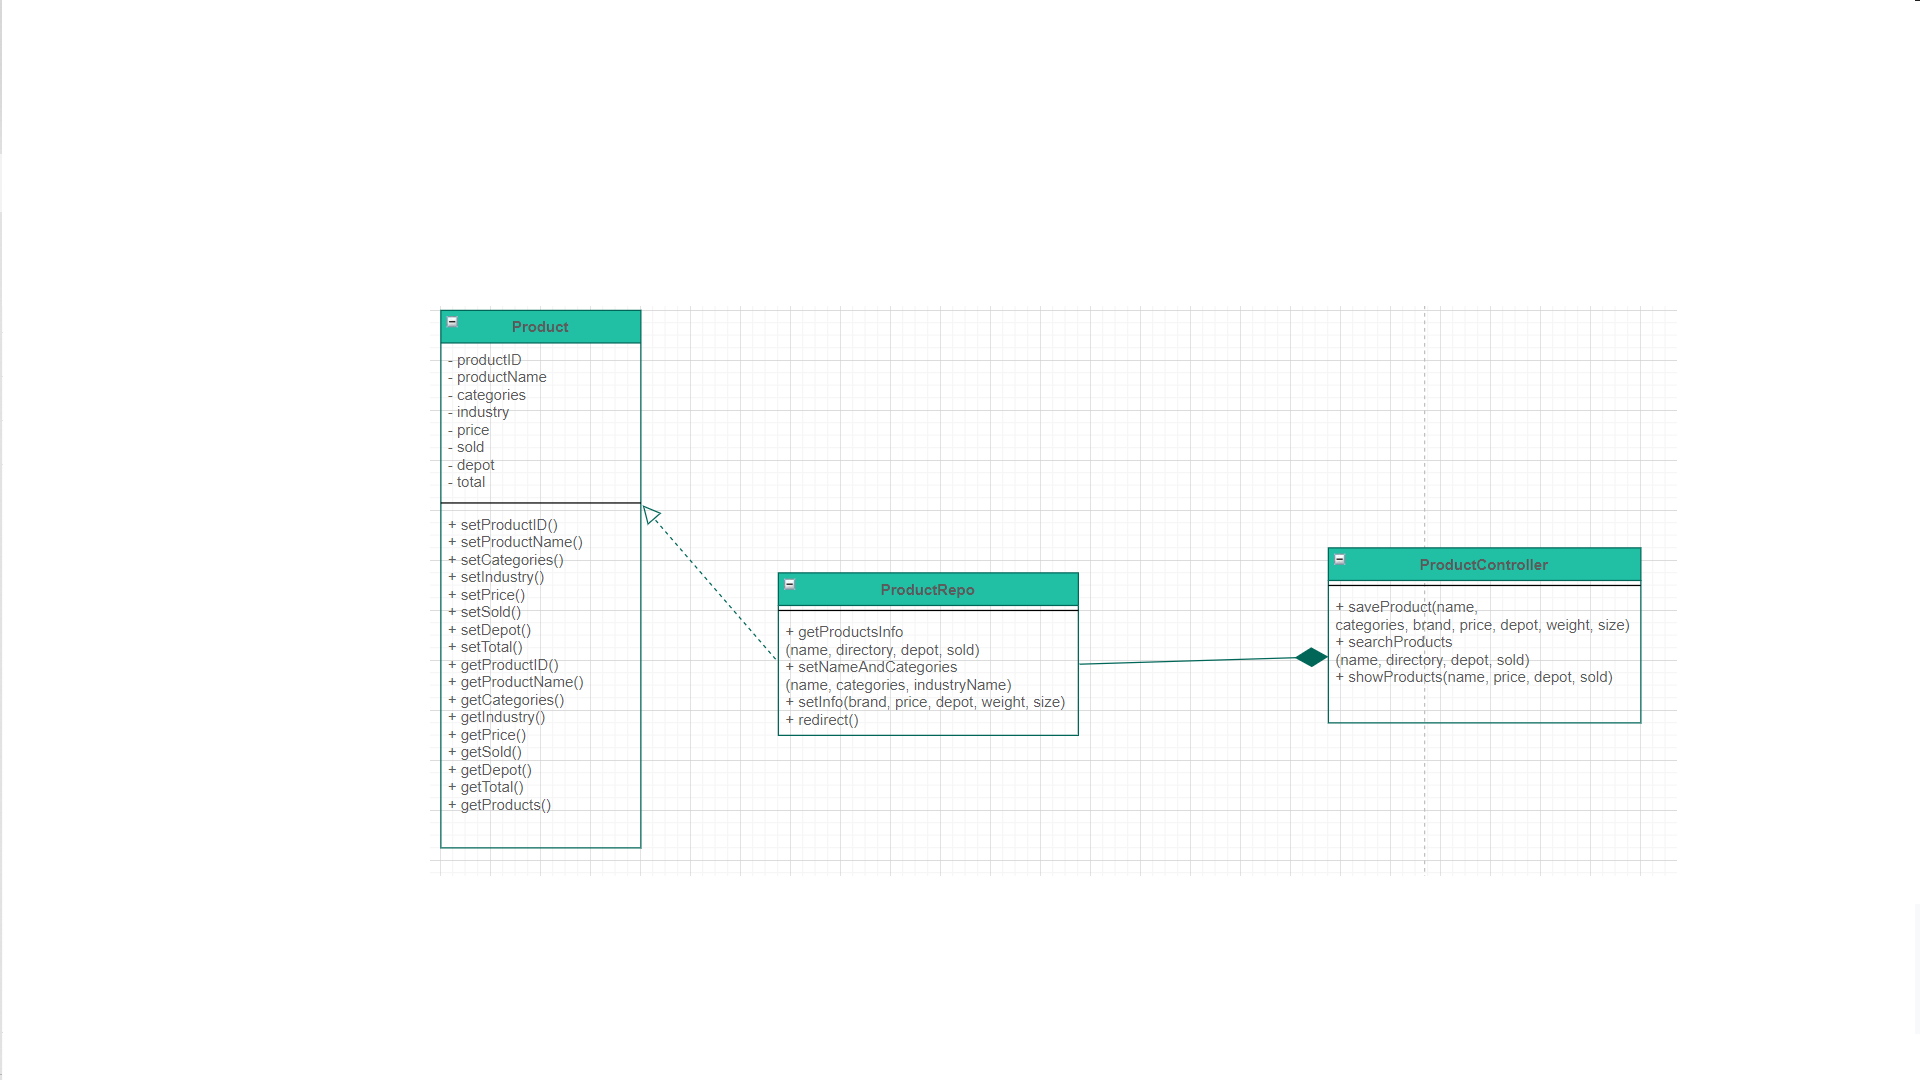 Product
- productID
- productName
- categories
- industry
- price
- sold
- depot
- total
+ setProductID()
+ setProductName()
+ setCategories()
+ setIndustry()
+ setPrice()
+ setSold()
+ setDepot()
+ setTotal()
+ getProductID()
+ getProductName()
+ getCategories()
+ getIndustry()
+ getPrice()
+ getSold()
+ getDepot()
+ getTotal()
+ getProducts()
ProductRepo
+ getProductsInfo
(name, directory, depot, sold)
+ setNameAndCategories
(name, categories, industryName)
+ setInfo(brand, price, depot, weight, size)
+ redirect()
ProductController
+ saveProduct(name,
categories, brand, price, depot, weight, size)
+ searchProducts
(name, directory, depot, sold)
+ showProducts(name, price, depot, sold)